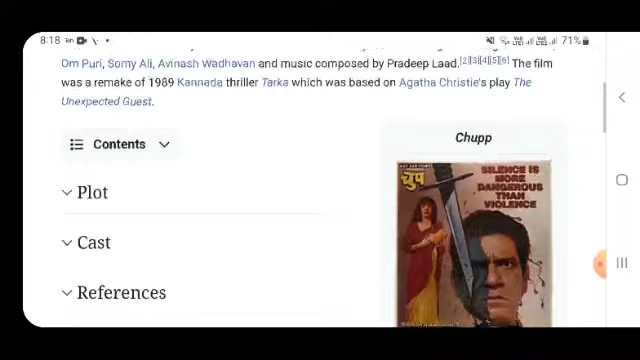 8:18
71%
Om Puri, Somy Ali, Avinash Wadhavan and music composed by Pradeep Laad.[2][3][4][5][6] The film
was a remake of 1989 Kannada thriller Tarka which was based on Agatha Christie's play The
Unexpected Guest.
Contents
Chupp
Plot
Cast
References
चुप
SILENCE IS
MORE
DANGEROUS
THAN
VIOLENCE